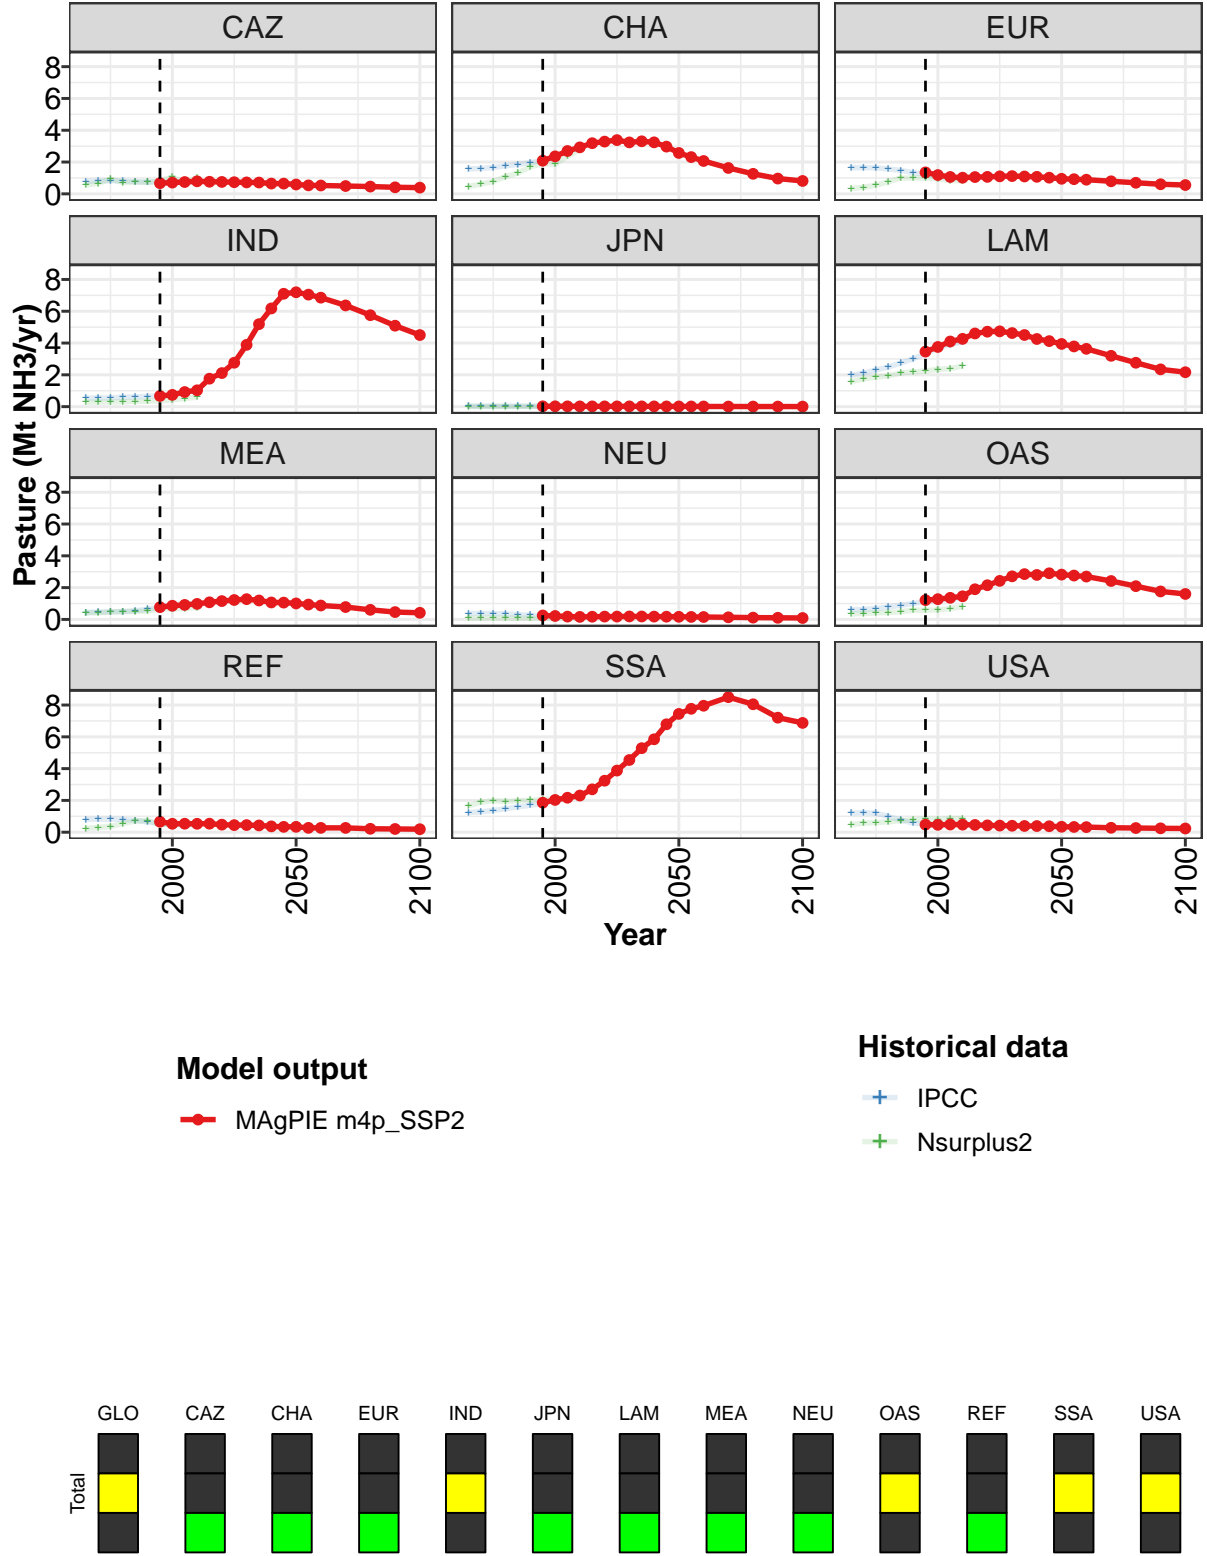 CAZ CHA EUR
8
6
4
2
0
IND JPN LAM
8
6
4
2
0
MEA NEU OAS
8
6
4
2
0
REF SSA USA
8
6
4
2
0
2000 2050 2100 2000 2050 2100 2000 2050 2100
Year
Pasture (Mt NH3/yr)
Model output
MAgPIE m4p_SSP2
Historical data
IPCC
Nsurplus2
GLO CAZ CHA EUR IND JPN LAM MEA NEU OAS REF SSA USA
Total